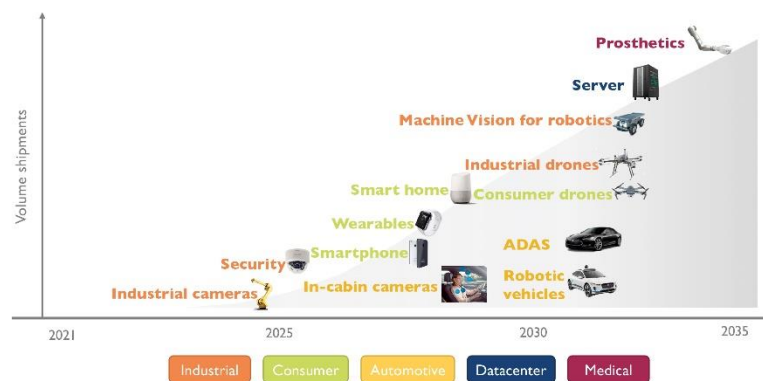 Prosthetics
Server
Machine Vision for robotics
Industrial drones
Smart home
Consumer drones
Wearables
ADAS
Smartphone
Security
Robotic
vehicles
In-cabin cameras
Industrial cameras
Volume shipments
2021
2025
2030
2035
Industrial
Consumer
Automotive
Datacenter
Medical